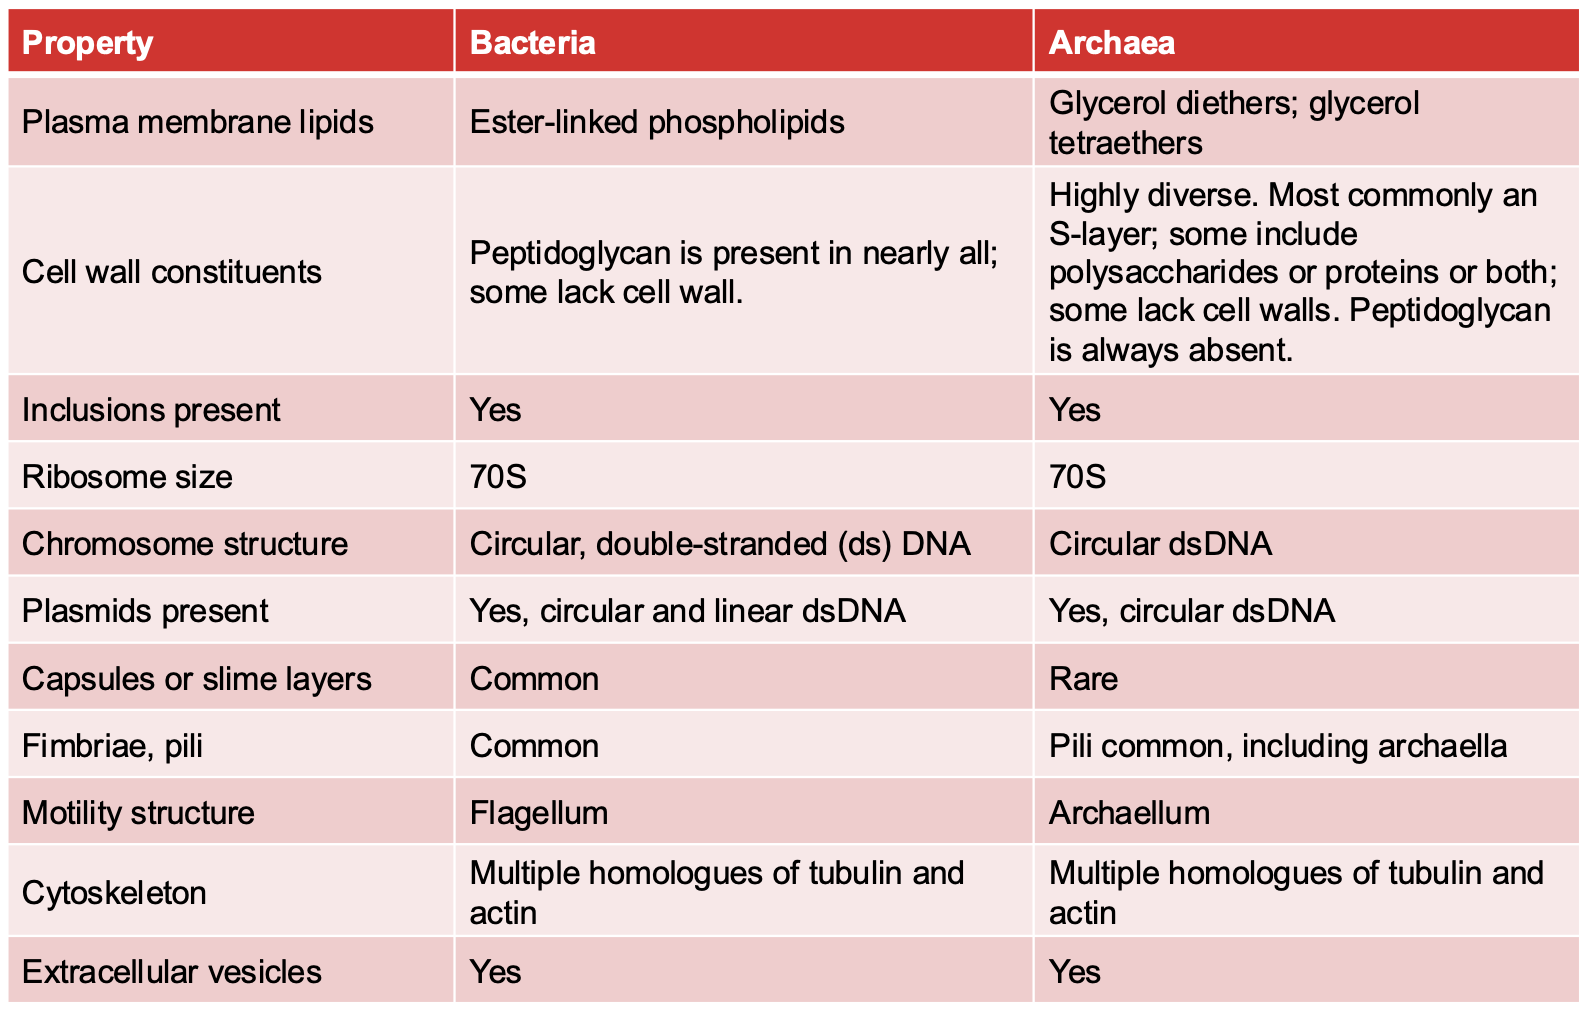 Property
Bacteria
Archaea
Plasma membrane lipids
Ester-linked phospholipids
Glycerol diethers; glycerol
tetraethers
Cell wall constituents
Peptidoglycan is present in nearly all;
some lack cell wall.
Highly diverse. Most commonly an
S-layer; some include
polysaccharides or proteins or both;
some lack cell walls. Peptidoglycan
is always absent.
Inclusions present
Yes
Yes
Ribosome size
70S
70S
Chromosome structure
Circular, double-stranded (ds) DNA
Circular dsDNA
Plasmids present
Yes, circular and linear dsDNA
Yes, circular dsDNA
Capsules or slime layers
Common
Rare
Fimbriae, pili
Common
Pili common, including archaella
Motility structure
Flagellum
Archaellum
Cytoskeleton
Multiple homologues of tubulin and
actin
Multiple homologues of tubulin and
actin
Extracellular vesicles
Yes
Yes